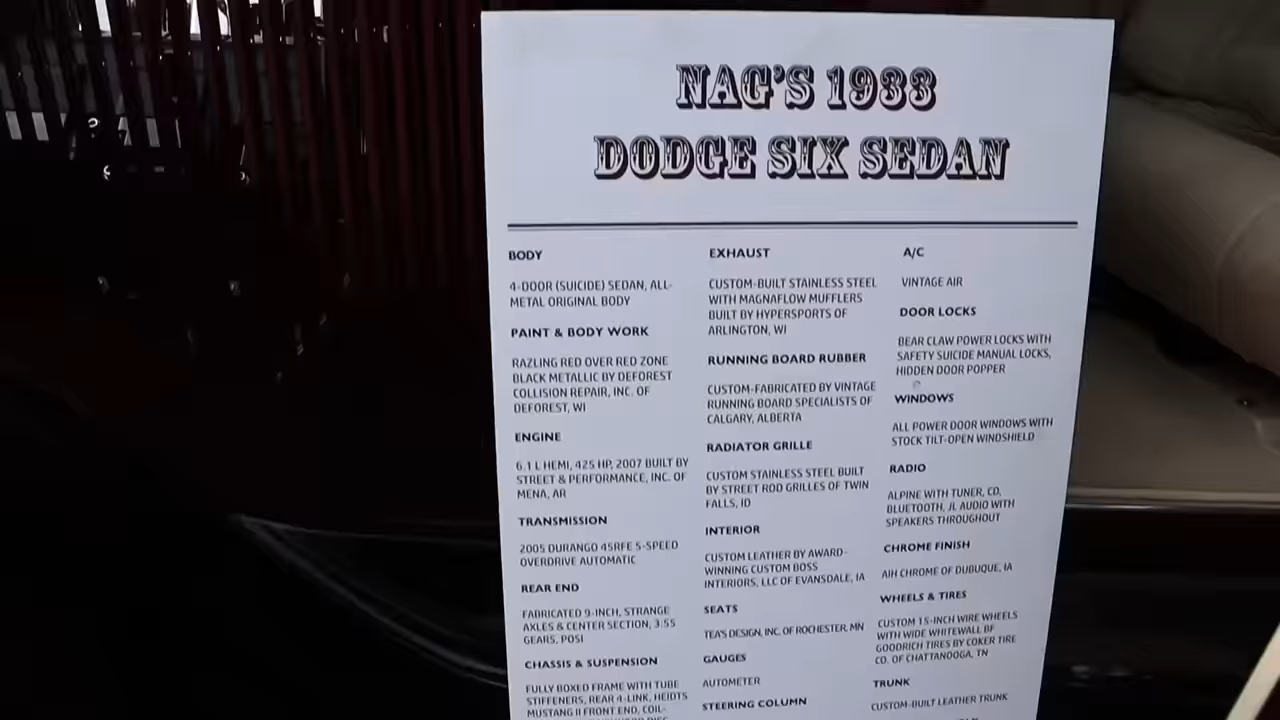 NAG'S 1933
DODGE SIX SEDAN
BODY
4-DOOR (SUICIDE) SEDAN, ALL-
METAL ORIGINAL BODY
PAINT & BODY WORK
RAZLING RED OVER RED ZONE
BLACK METALLIC BY DEFOREST
COLLISION REPAIR, INC. OF
DEFOREST, WI
ENGINE
6.1 L HEMI, 425 HP, 2007 BUILT BY
STREET & PERFORMANCE, INC. OF
MENA, AR
TRANSMISSION
2005 DURANGO 45RFE 5-SPEED
OVERDRIVE AUTOMATIC
REAR END
FABRICATED 9-INCH, STRANGE
AXLES & CENTER SECTION, 3:55
GEARS, POSI
CHASSIS & SUSPENSION
FULLY BOXED FRAME WITH TUBE
STIFFENERS, REAR 4-LINK, HEIDTS
MUSTANG II FRONT END, COIL-
EXHAUST
CUSTOM-BUILT STAINLESS STEEL
WITH MAGNAFLOW MUFFLERS
BUILT BY HYPERSPORTS OF
ARLINGTON, WI
RUNNING BOARD RUBBER
CUSTOM-FABRICATED BY VINTAGE
RUNNING BOARD SPECIALISTS OF
CALGARY, ALBERTA
RADIATOR GRILLE
CUSTOM STAINLESS STEEL BUILT
BY STREET ROD GRILLES OF TWIN
FALLS, ID
INTERIOR
CUSTOM LEATHER BY AWARD-
WINNING CUSTOM BOSS
INTERIORS, LLC OF EVANSDALE, IA
SEATS
TEA'S DESIGN, INC. OF ROCHESTER, MN
GAUGES
AUTOMETER
STEERING COLUMN
A/C
VINTAGE AIR
DOOR LOCKS
BEAR CLAW POWER LOCKS WITH
SAFETY SUICIDE MANUAL LOCKS,
HIDDEN DOOR POPPER
WINDOWS
ALL POWER DOOR WINDOWS WITH
STOCK TILT-OPEN WINDSHIELD
RADIO
ALPINE WITH TUNER, CD,
BLUETOOTH, JL AUDIO WITH
SPEAKERS THROUGHOUT
CHROME FINISH
AIH CHROME OF DUBUQUE, IA
WHEELS & TIRES
CUSTOM 15-INCH WIRE WHEELS
WITH WIDE WHITEWALL BF
GOODRICH TIRES BY COKER TIRE
CO. OF CHATTANOOGA, TN
TRUNK
CUSTOM-BUILT LEATHER TRUNK